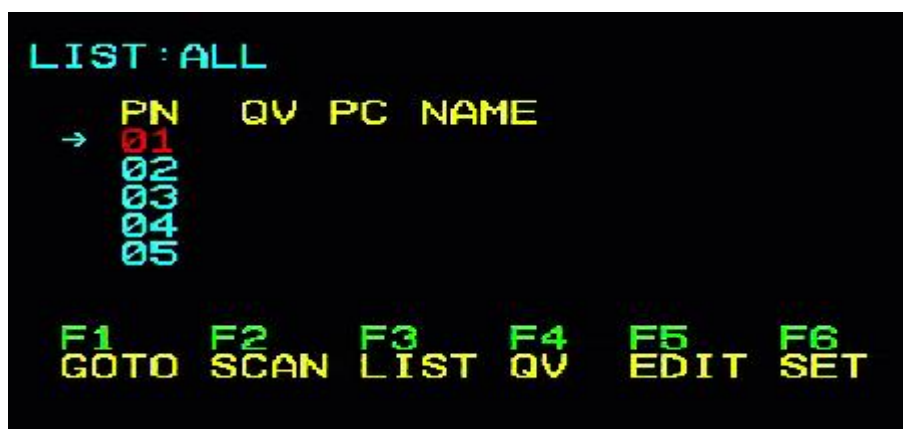 LIST:ALL
PN QV PC NAME
→ 01
02
03
04
05
F1 F2 F3 F4 F5 F6
GOTO SCAN LIST QV EDIT SET